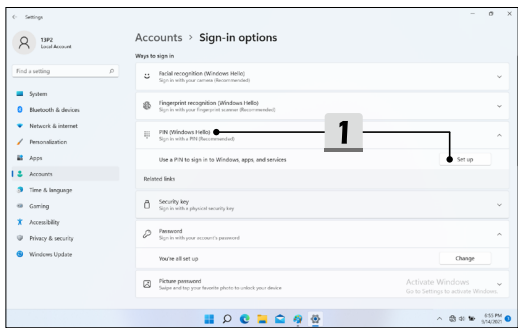 Settings
13P2
Local Account
Find a setting
System
Bluetooth & devices
Network & internet
Personalization
Apps
Accounts
Time & language
Gaming
Accessibility
Privacy & security
Windows Update
Accounts > Sign-in options
Ways to sign in
Facial recognition (Windows Hello)
Sign in with your camera (Recommended)
Fingerprint recognition (Windows Hello)
Sign in with your fingerprint scanner (Recommended)
PIN (Windows Hello)
Sign in with a PIN (Recommended)
1
Use a PIN to sign in to Windows, apps, and services
Set up
Related links
Security key
Sign in with a physical security key
Password
Sign in with your account's password
You're all set up
Change
Picture password
Swipe and tap your favorite photo to unlock your device
Activate Windows
Go to Settings to activate Windows.
6:55 PM
5/14/2021